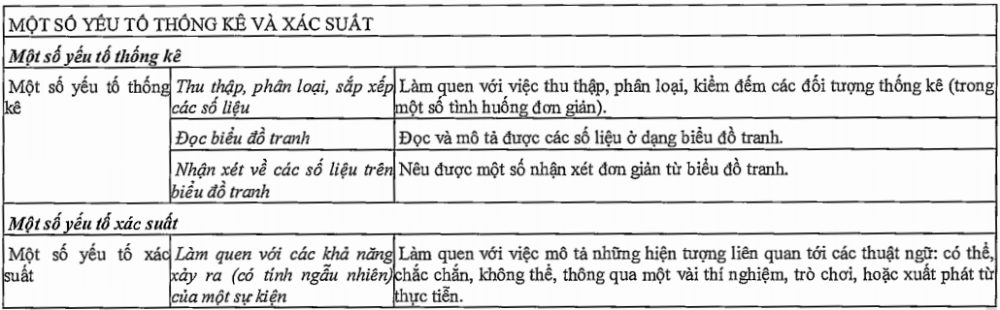 MỘT SỐ YẾU TỐ THỐNG KÊ VÀ XÁC SUẤT
Một số yếu tố thống kê
Một số yếu tố thống kê
Thu thập, phân loại, sắp xếp
các số liệu
Làm quen với việc thu thập, phân loại, kiểm đếm các đối tượng thống kê (trong
một số tình huống đơn giản).
Đọc biểu đồ tranh
Đọc và mô tả được các số liệu ở dạng biểu đồ tranh.
Nhận xét về các số liệu trên
biểu đồ tranh
Nêu được một số nhận xét đơn giản từ biểu đồ tranh.
Một số yếu tố xác suất
Một số yếu tố xác
suất
Làm quen với các khả năng
xảy ra (có tính ngẫu nhiên)
của một sự kiện
Làm quen với việc mô tả những hiện tượng liên quan tới các thuật ngữ: có thể,
chắc chắn, không thể, thông qua một vài thí nghiệm, trò chơi, hoặc xuất phát từ
thực tiễn.